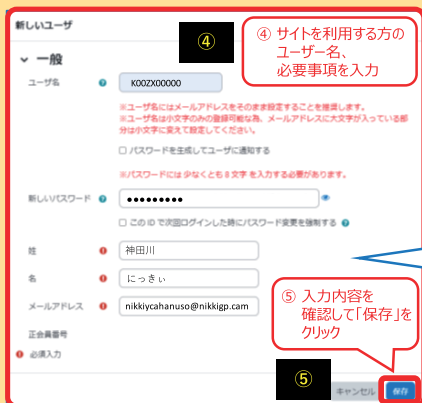 新しいユーザ
④
④ サイトを利用する方の
ユーザー名、
必要事項を入力
一般
ユーザ名
K00ZX00000
※ユーザ名にはメールアドレスをそのまま設定することを推奨します。
※ユーザ名は小文字のみの登録可能な為、メールアドレスに大文字が入っている部
分は小文字に変えて設定してください。
パスワードを生成してユーザに通知する
※パスワードには 少なくとも 8 文字 を入力する必要があります。
新しいパスワード
●●●●●●●●●
この ID で次回ログインした時にパスワード変更を強制する
姓
神田川
名
にっきぃ
メールアドレス
nikkiycahanuso@nikkigp.cam
正会員番号
必須入力
⑤ 入力内容を
確認して「保存」を
クリック
⑤
キャンセル
保存